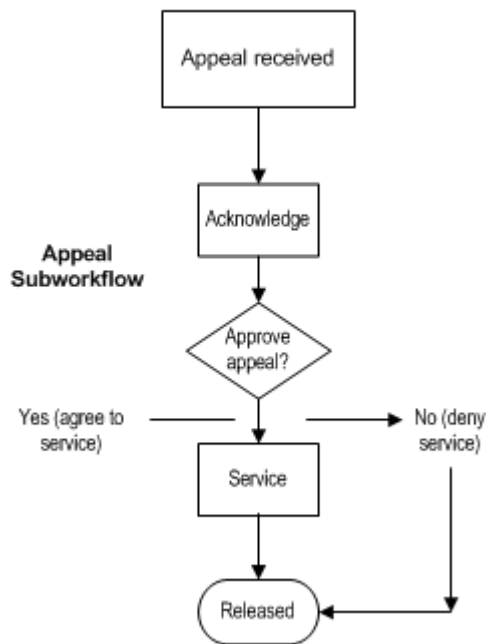 Appeal received
Acknowledge
Appeal
Subworkflow
Approve
appeal?
Yes (agree to
service)
No (deny
service)
Service
Released